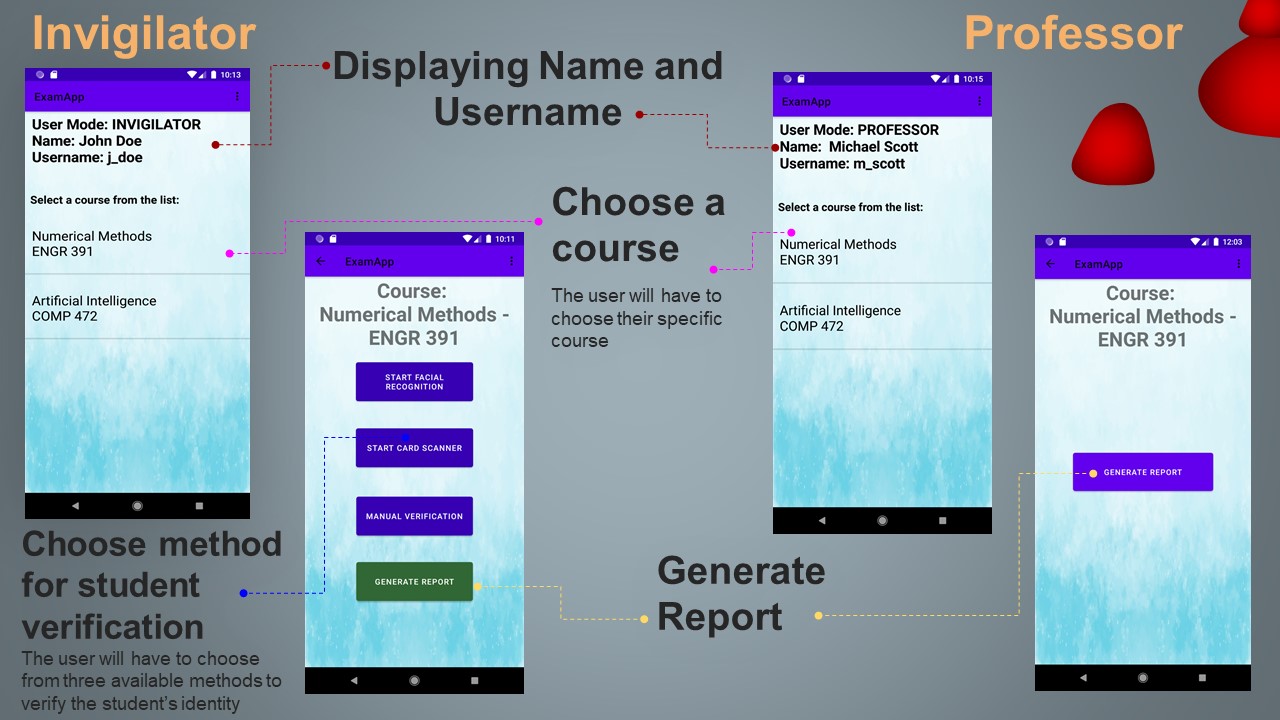 Invigilator
Professor
Displaying Name and
Username
10:13
ExamApp
User Mode: INVIGILATOR
Name: John Doe
Username: j_doe
Select a course from the list:
Numerical Methods
ENGR 391
Artificial Intelligence
COMP 472
10:15
ExamApp
User Mode: PROFESSOR
Name: Michael Scott
Username: m_scott
Select a course from the list:
Numerical Methods
ENGR 391
Artificial Intelligence
COMP 472
Choose a
course
The user will have to
choose their specific
course
10:11
ExamApp
Course:
Numerical Methods -
ENGR 391
START FACIAL
RECOGNITION
START CARD SCANNER
MANUAL VERIFICATION
GENERATE REPORT
12:03
ExamApp
Course:
Numerical Methods -
ENGR 391
GENERATE REPORT
Choose method
for student
verification
The user will have to choose
from three available methods to
verify the student's identity
Generate
Report